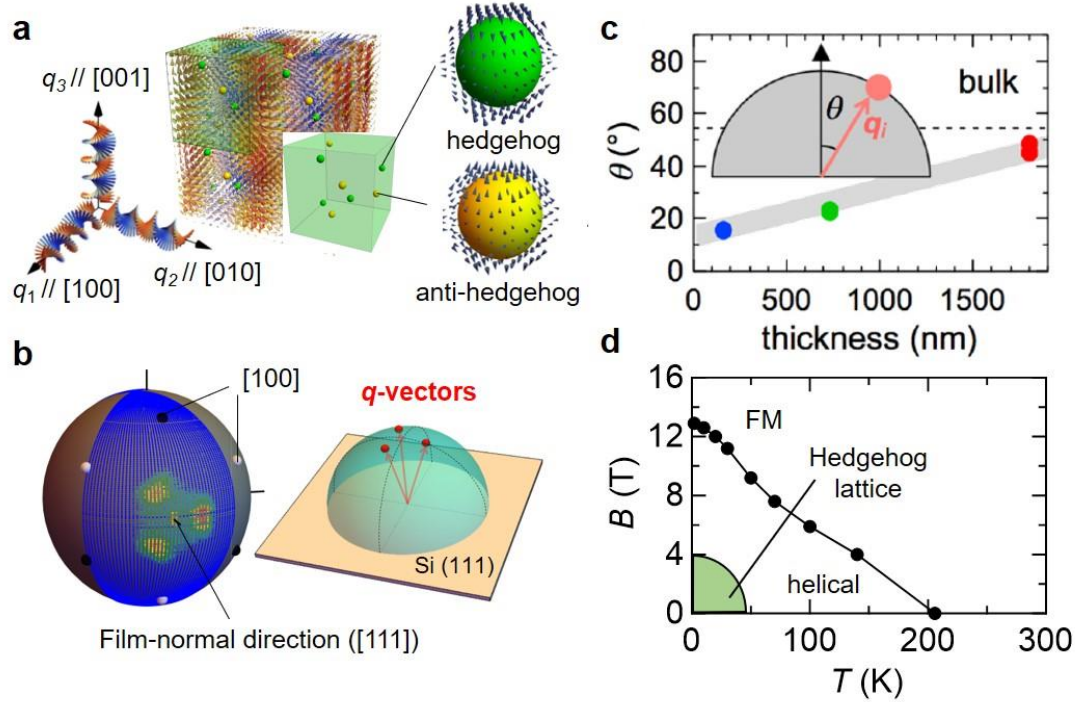 a
q3 // [001]
q1 // [100]
q2 // [010]
hedgehog
anti-hedgehog
b
[100]
q-vectors
Si (111)
Film-normal direction ([111])
c
θ (°)
80
60
40
20
0
bulk
θ
qi
0
500
1000
1500
thickness (nm)
d
B (T)
16
12
8
4
0
FM
Hedgehog
lattice
helical
0
100
200
300
T (K)